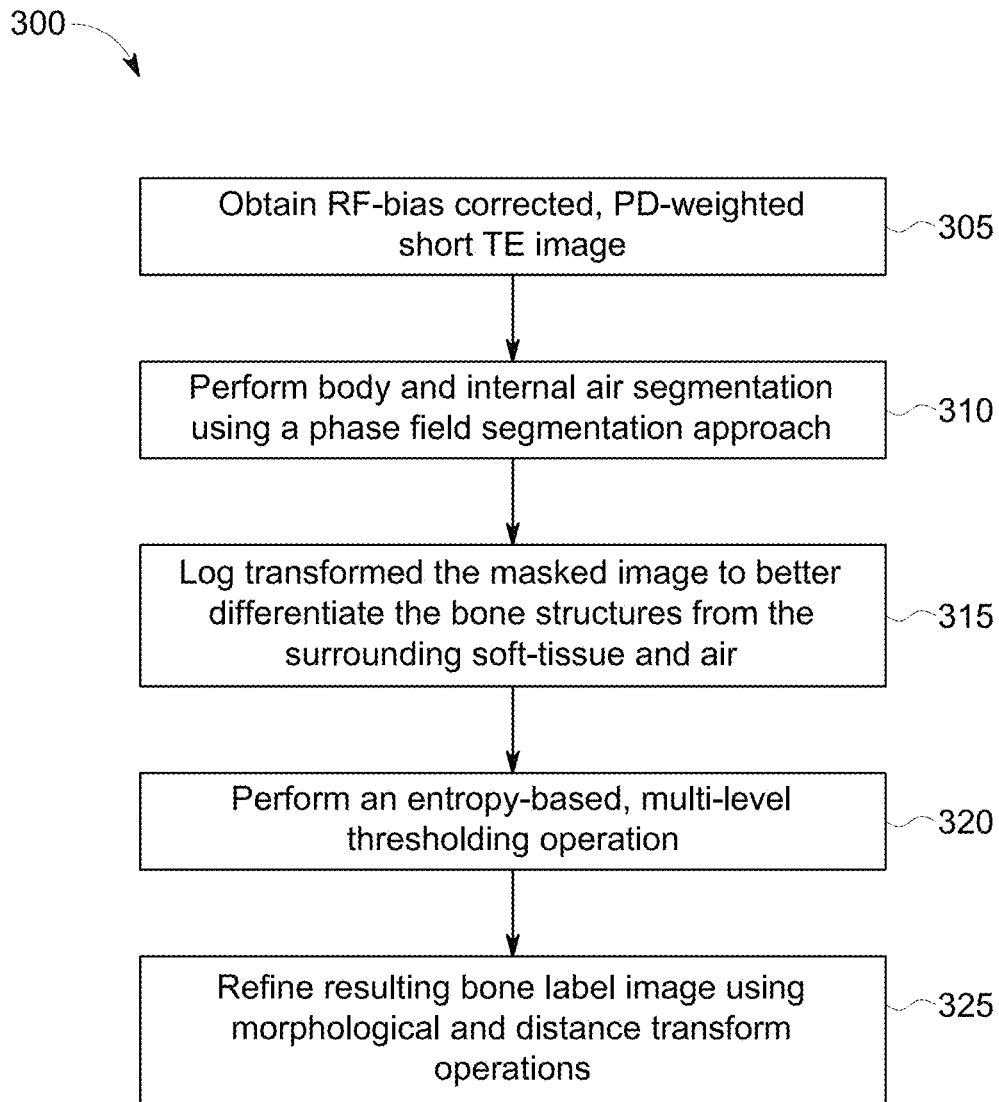 300
Obtain RF-bias corrected, PD-weighted
short TE image
305
Perform body and internal air segmentation
using a phase field segmentation approach
310
Log transformed the masked image to better
differentiate the bone structures from the
surrounding soft-tissue and air
315
Perform an entropy-based, multi-level
thresholding operation
320
Refine resulting bone label image using
morphological and distance transform
operations
325